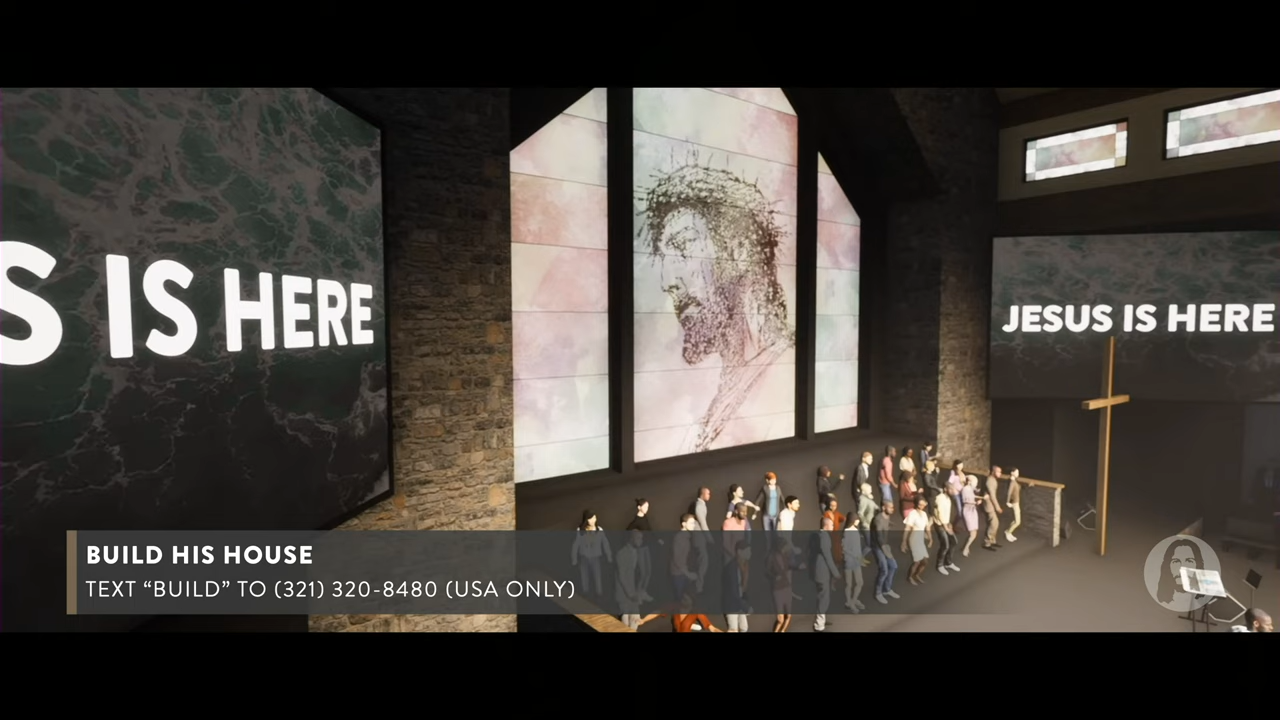 S IS HERE
JESUS IS HERE
BUILD HIS HOUSE
TEXT “BUILD” TO (321) 320-8480 (USA ONLY)